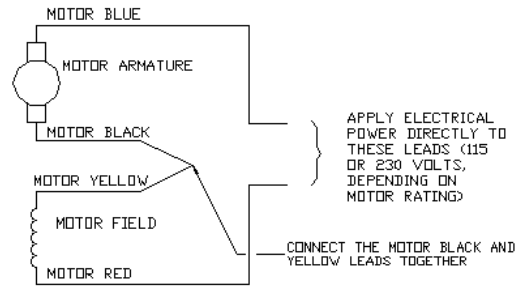 MOTOR BLUE
MOTOR ARMATURE
MOTOR BLACK
MOTOR YELLOW
MOTOR FIELD
MOTOR RED
APPLY ELECTRICAL
POWER DIRECTLY TO
THESE LEADS (115
OR 230 VOLTS,
DEPENDING ON
MOTOR RATING)
CONNECT THE MOTOR BLACK AND
YELLOW LEADS TOGETHER